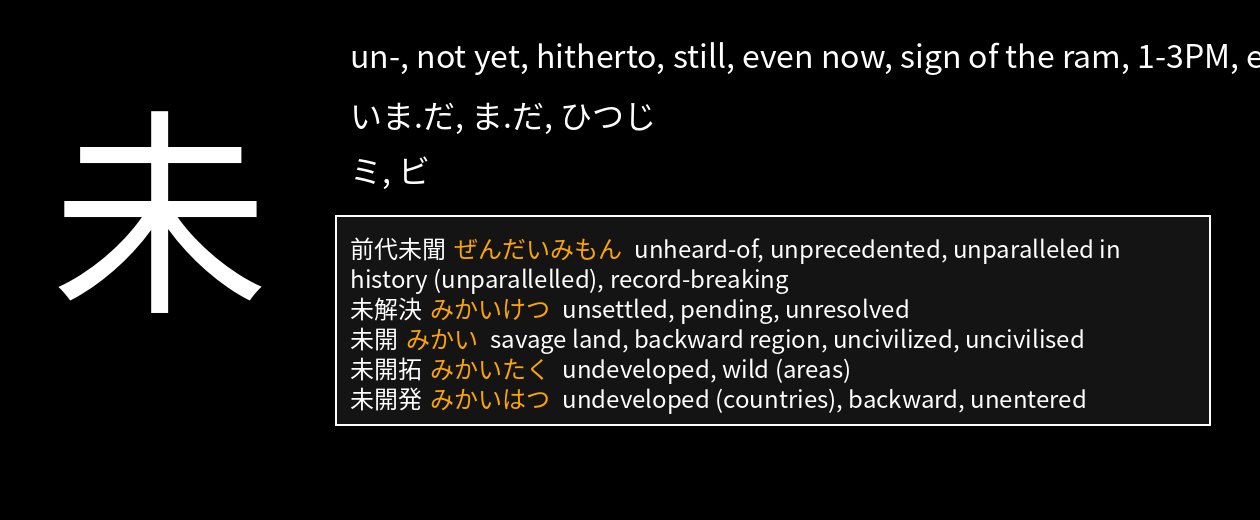 未
un-, not yet, hitherto, still, even now, sign of the ram, 1-3PM, e
いま.だ, ま.だ, ひつじ
ミ, ビ
前代未聞 ぜんだいみもん unheard-of, unprecedented, unparalleled in
history (unparallelled), record-breaking
未解決 みかいけつ unsettled, pending, unresolved
未開 みかい savage land, backward region, uncivilized, uncivilised
未開拓 みかいたく undeveloped, wild (areas)
未開発 みかいはつ undeveloped (countries), backward, unentered